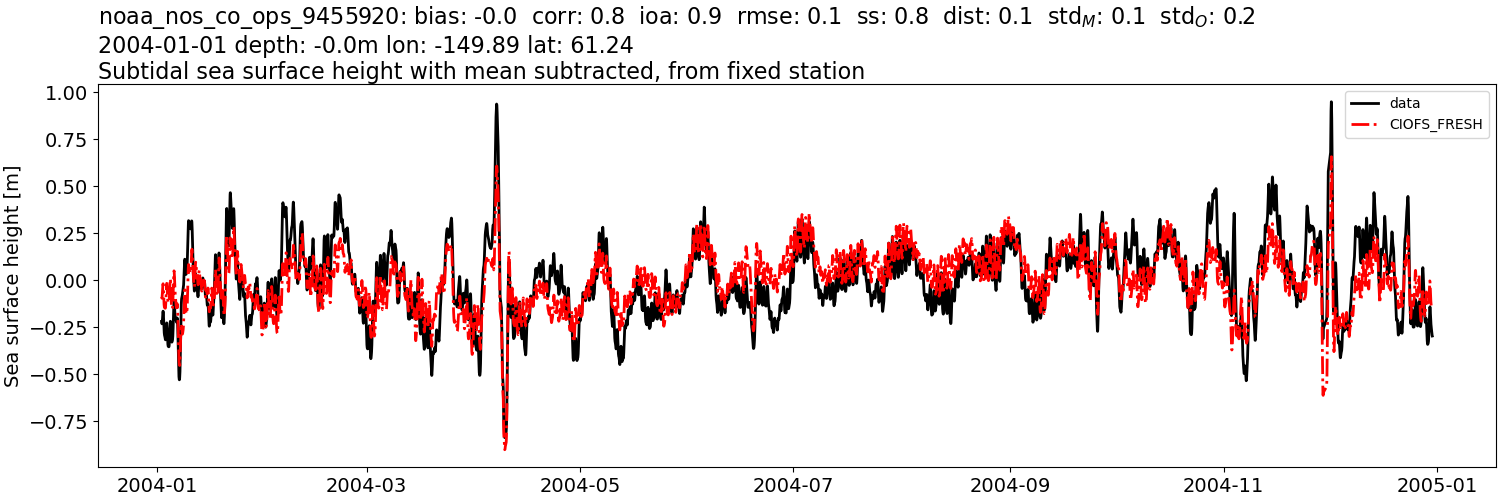 noaa_nos_co_ops_9455920: bias: -0.0  corr: 0.8  ioa: 0.9  rmse: 0.1  ss: 0.8  dist: 0.1  std_M: 0.1  std_O: 0.2
2004-01-01 depth: -0.0m lon: -149.89 lat: 61.24
Subtidal sea surface height with mean subtracted, from fixed station
Sea surface height [m]
1.00
0.75
0.50
0.25
0.00
−0.25
−0.50
−0.75
data
CIOFS_FRESH
2004-01
2004-03
2004-05
2004-07
2004-09
2004-11
2005-01